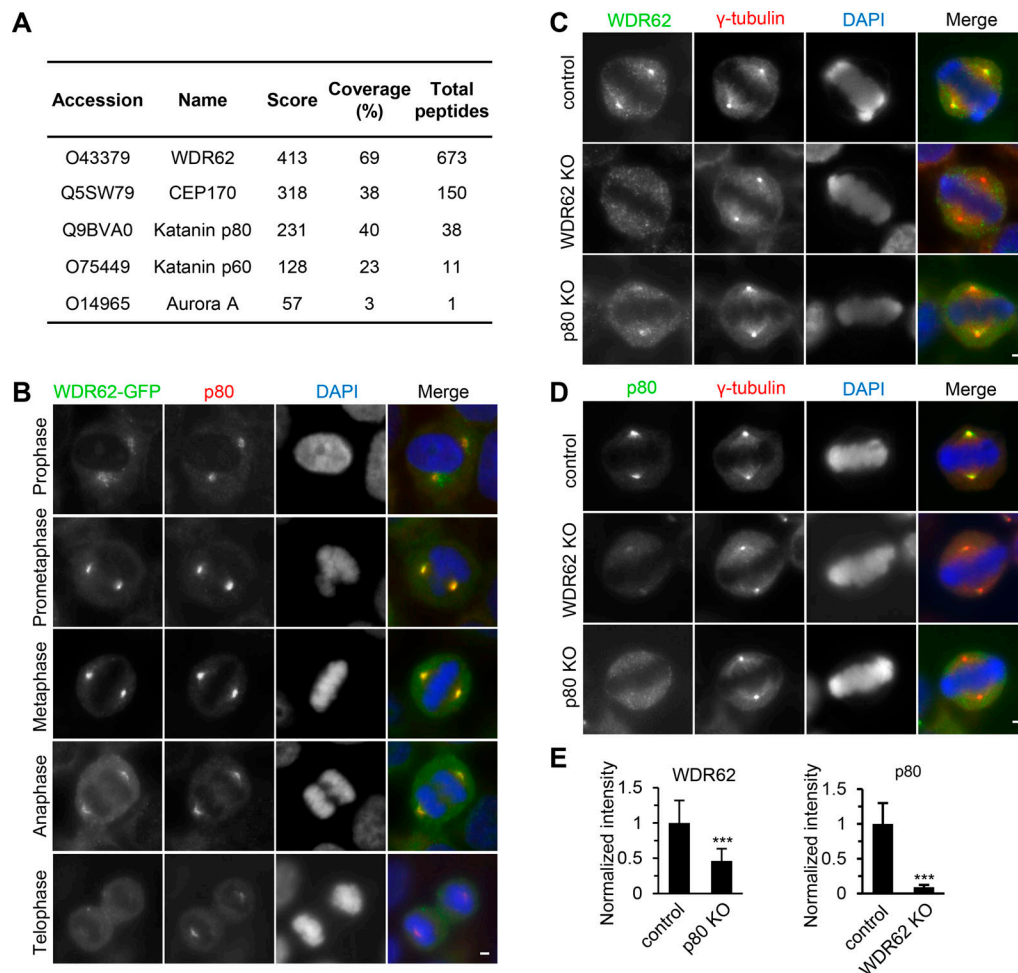 A
Accession Name Score Coverage (%) Total peptides
O43379 WDR62 413 69 673
Q5SW79 CEP170 318 38 150
Q9BVA0 Katanin p80 231 40 38
O75449 Katanin p60 128 23 11
O14965 Aurora A 57 3 1
B
WDR62-GFP p80 DAPI Merge
Prophase
Prometaphase
Metaphase
Anaphase
Telophase
C
WDR62 γ-tubulin DAPI Merge
control
WDR62 KO
p80 KO
D
p80 γ-tubulin DAPI Merge
control
WDR62 KO
p80 KO
E
WDR62
Normalized intensity
1.5
1
0.5
0
***
control
p80 KO
p80
Normalized intensity
1.5
1
0.5
0
***
control
WDR62 KO